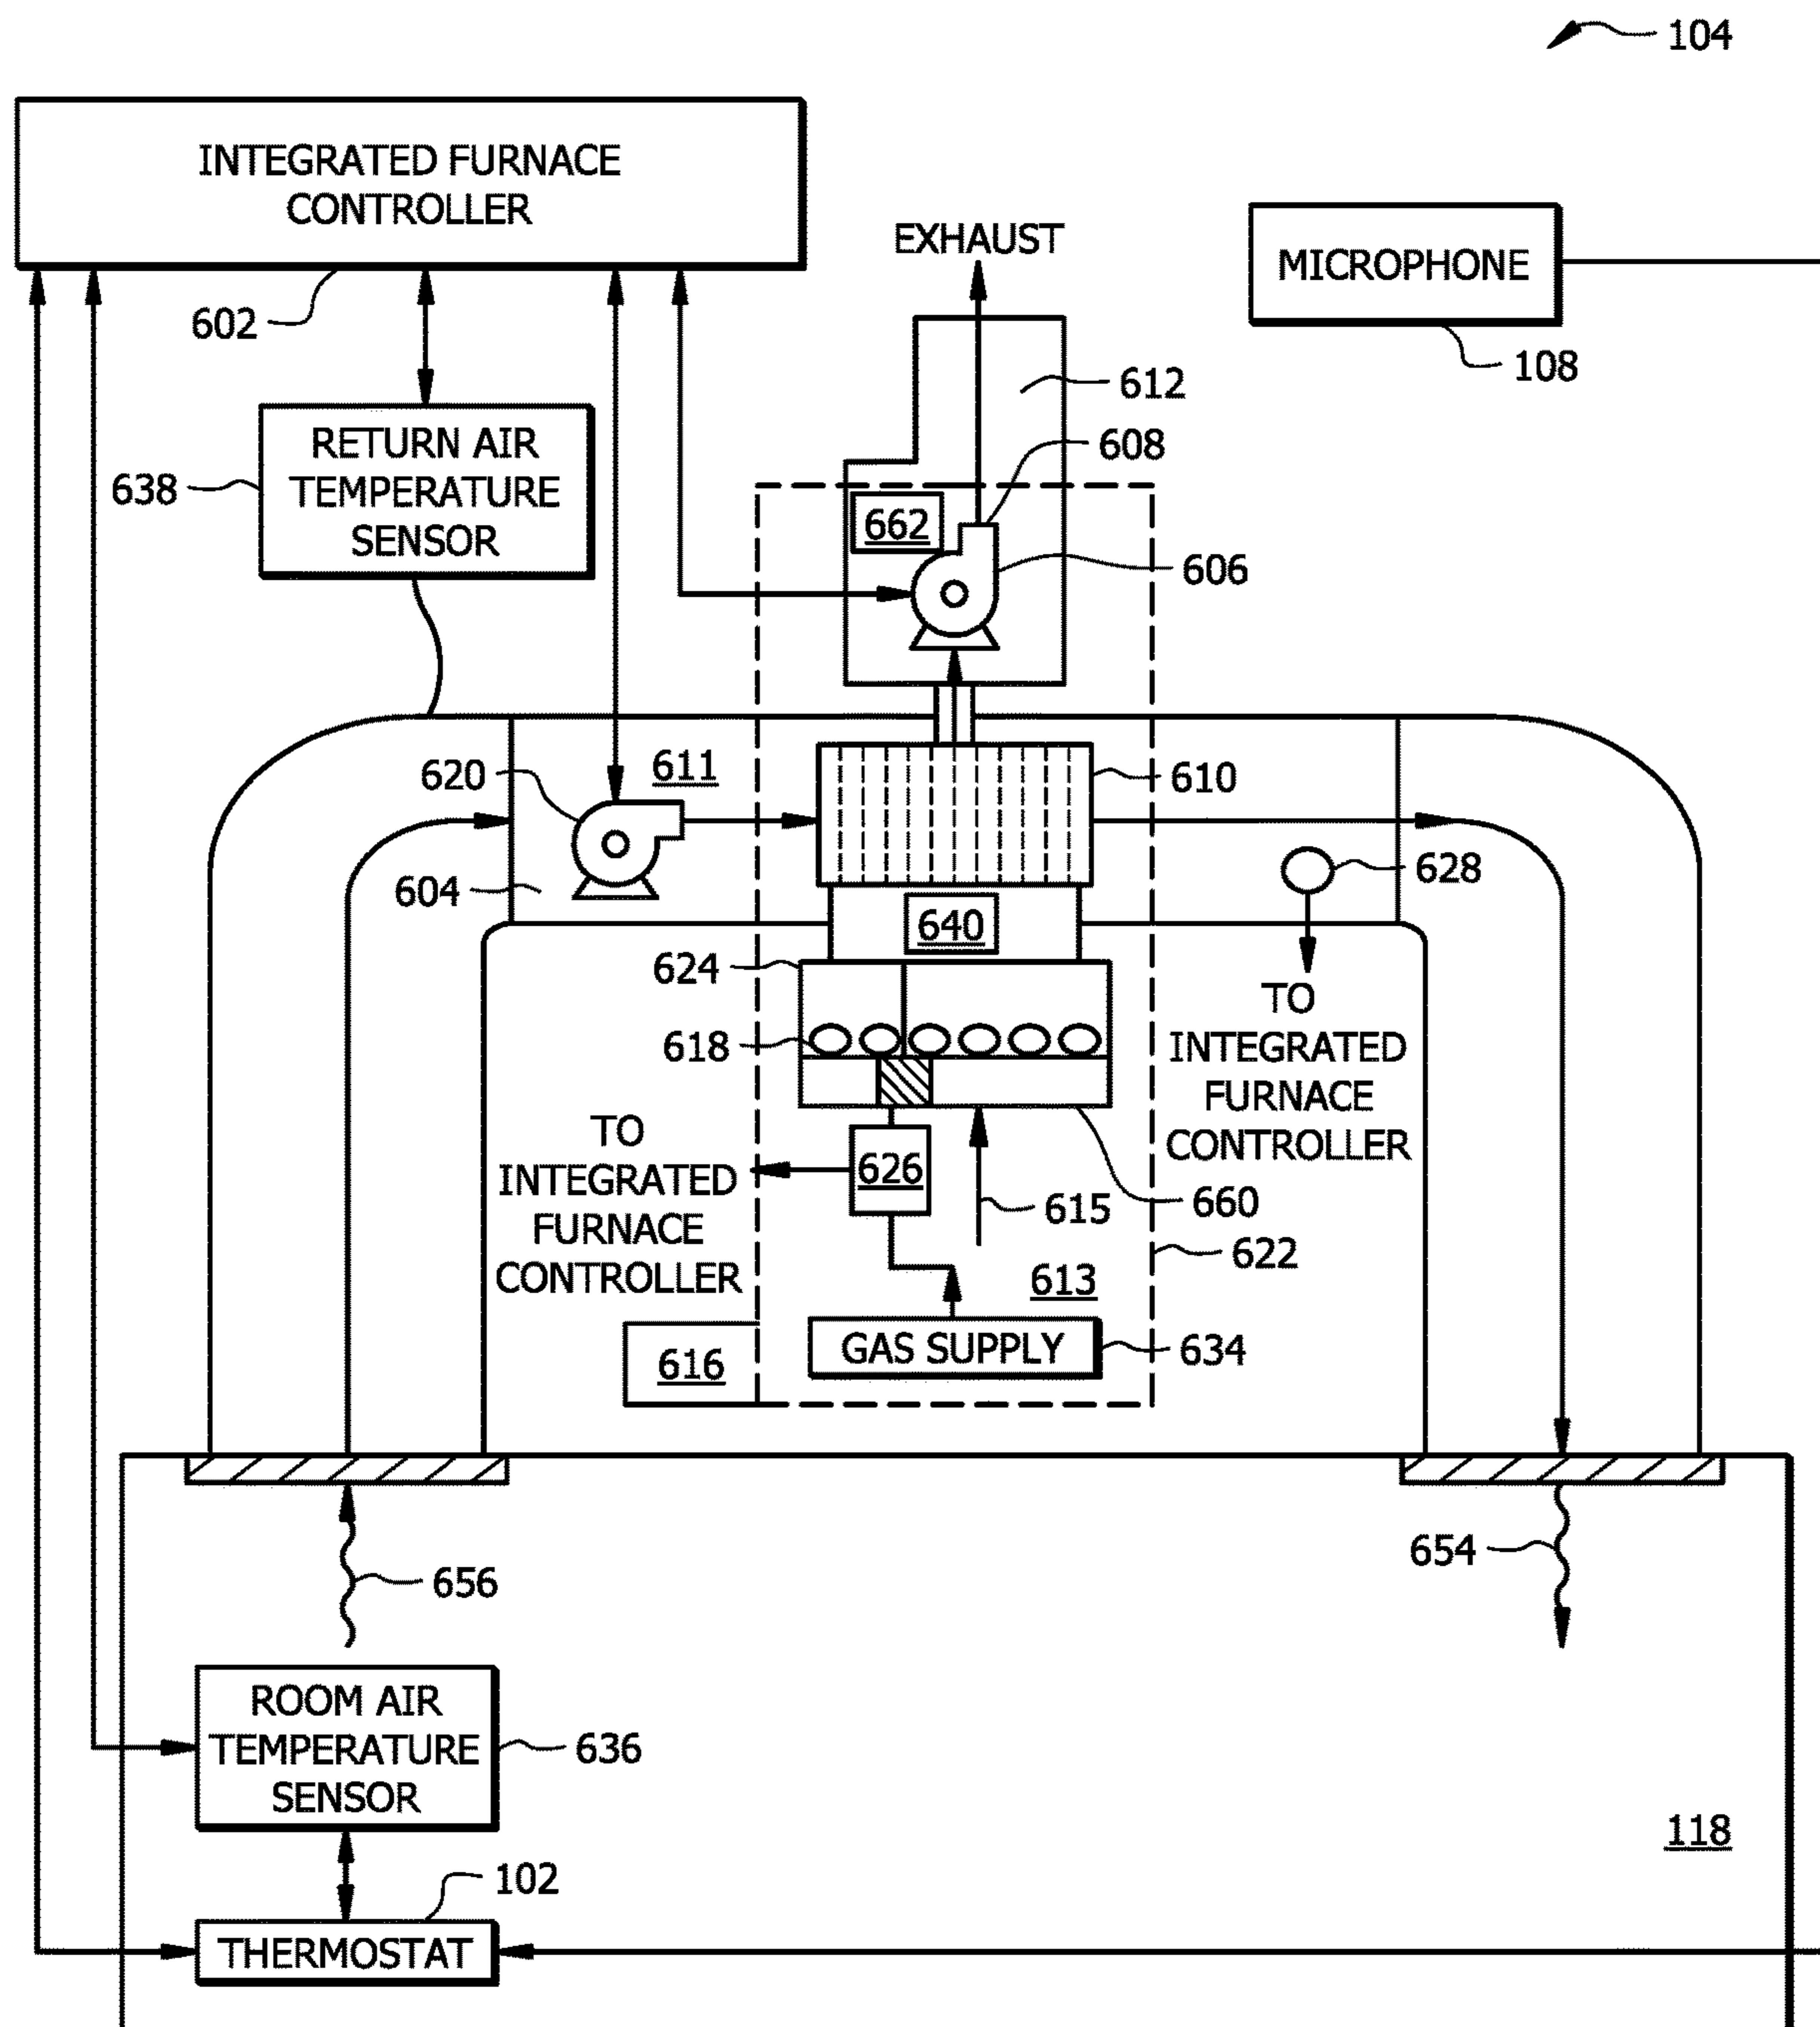 104
INTEGRATED FURNACE
CONTROLLER
602
EXHAUST
MICROPHONE
108
612
608
RETURN AIR
TEMPERATURE
SENSOR
638
662
606
620
611
610
604
628
640
624
618
TO
INTEGRATED
FURNACE
CONTROLLER
TO
INTEGRATED
FURNACE
CONTROLLER
626
615
660
622
613
616
GAS SUPPLY
634
656
654
ROOM AIR
TEMPERATURE
SENSOR
636
118
102
THERMOSTAT